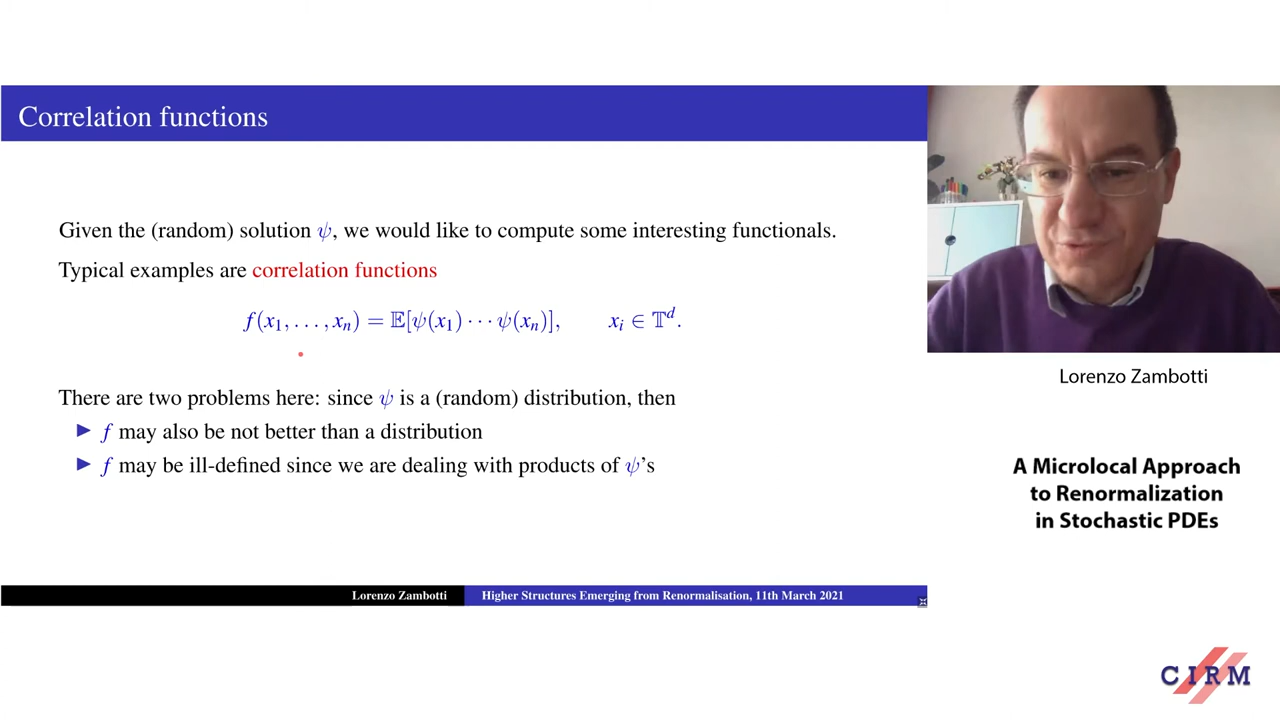 Correlation functions
Given the (random) solution ψ, we would like to compute some interesting functionals.
Typical examples are correlation functions
f(x₁, . . . , xₙ) = 𝔼[ψ(x₁) · · · ψ(xₙ)],  xᵢ ∈ 𝕋ᵈ.
There are two problems here: since ψ is a (random) distribution, then
▶ f may also be not better than a distribution
▶ f may be ill-defined since we are dealing with products of ψ's
Lorenzo Zambotti
Higher Structures Emerging from Renormalisation, 11th March 2021
Lorenzo Zambotti
A Microlocal Approach
to Renormalization
in Stochastic PDEs
CIRM